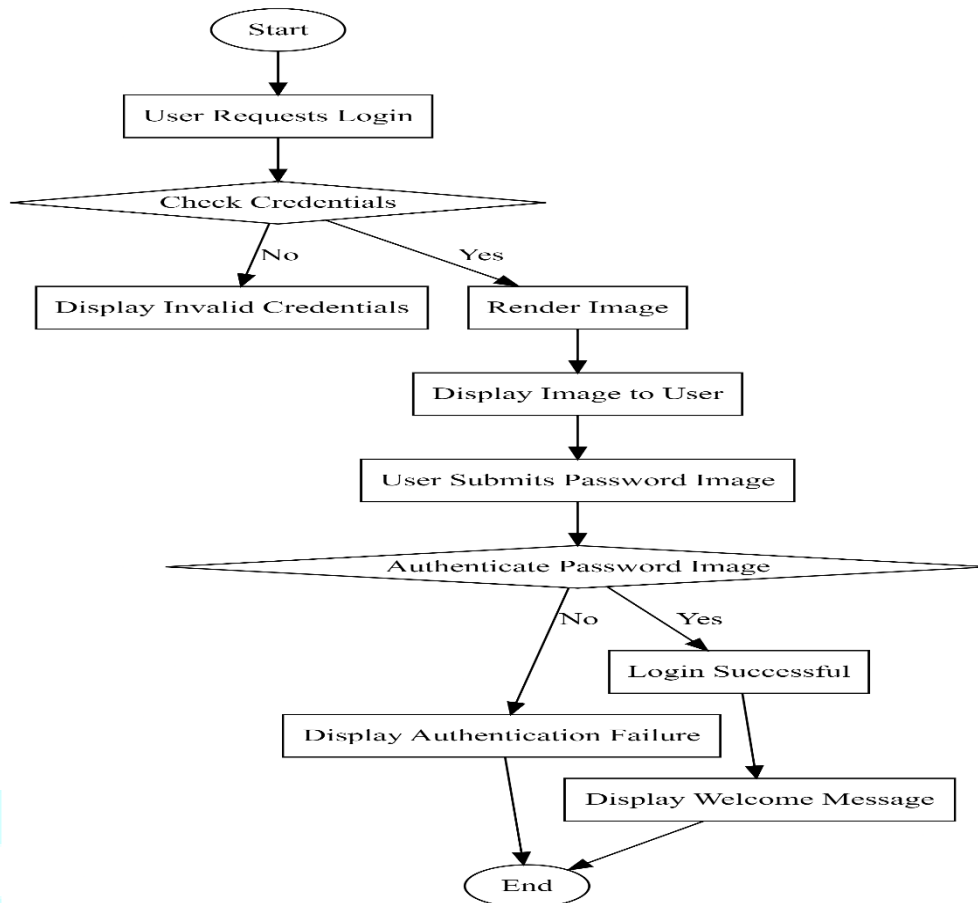 Start
User Requests Login
Check Credentials
No
Yes
Display Invalid Credentials
Render Image
Display Image to User
User Submits Password Image
Authenticate Password Image
No
Yes
Login Successful
Display Authentication Failure
Display Welcome Message
End